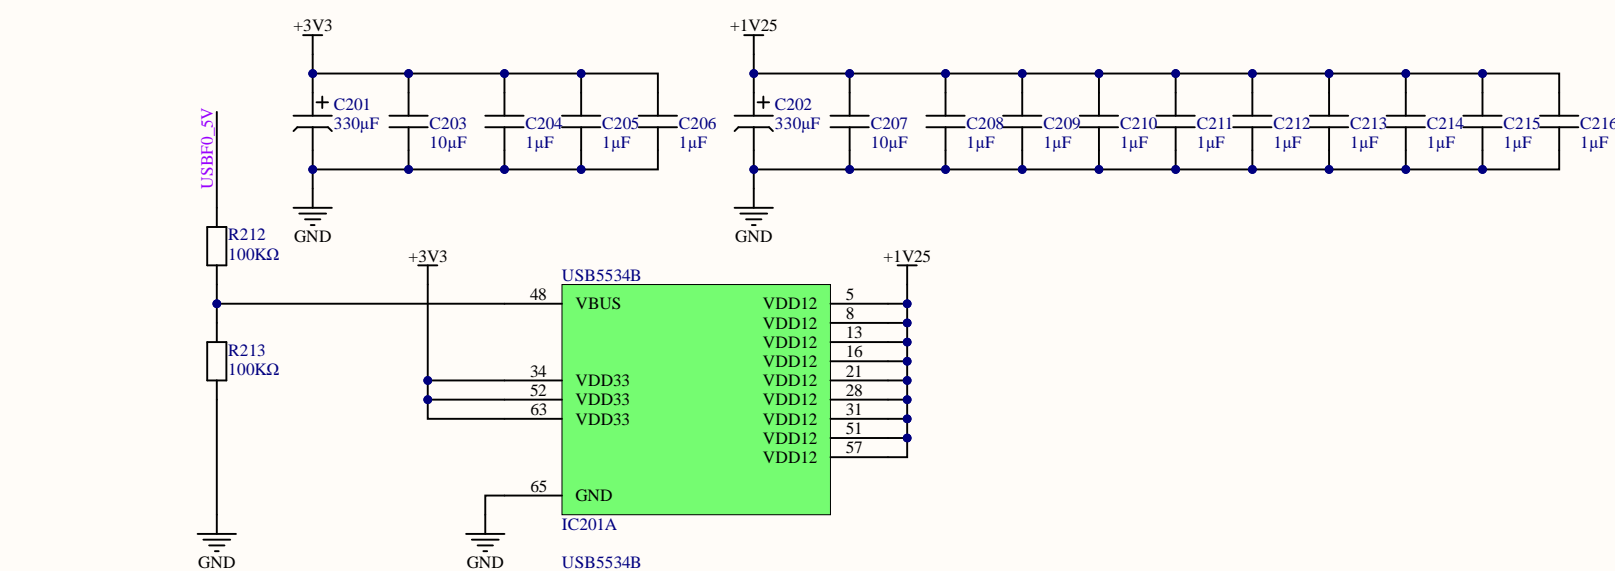 +3V3
+1V25
C201
330µF
C203
10µF
C204
1µF
C205
1µF
C206
1µF
C202
330µF
C207
10µF
C208
1µF
C209
1µF
C210
1µF
C211
1µF
C212
1µF
C213
1µF
C214
1µF
C215
1µF
C216
1µF
USBF0_5V
GND
GND
R212
100KΩ
+3V3
+1V25
USB5534B
48 VBUS
VDD12 5
VDD12 8
VDD12 13
VDD12 16
R213
100KΩ
34 VDD33
VDD12 21
52 VDD33
VDD12 28
63 VDD33
VDD12 31
VDD12 51
VDD12 57
65 GND
IC201A
GND
GND
USB5534B